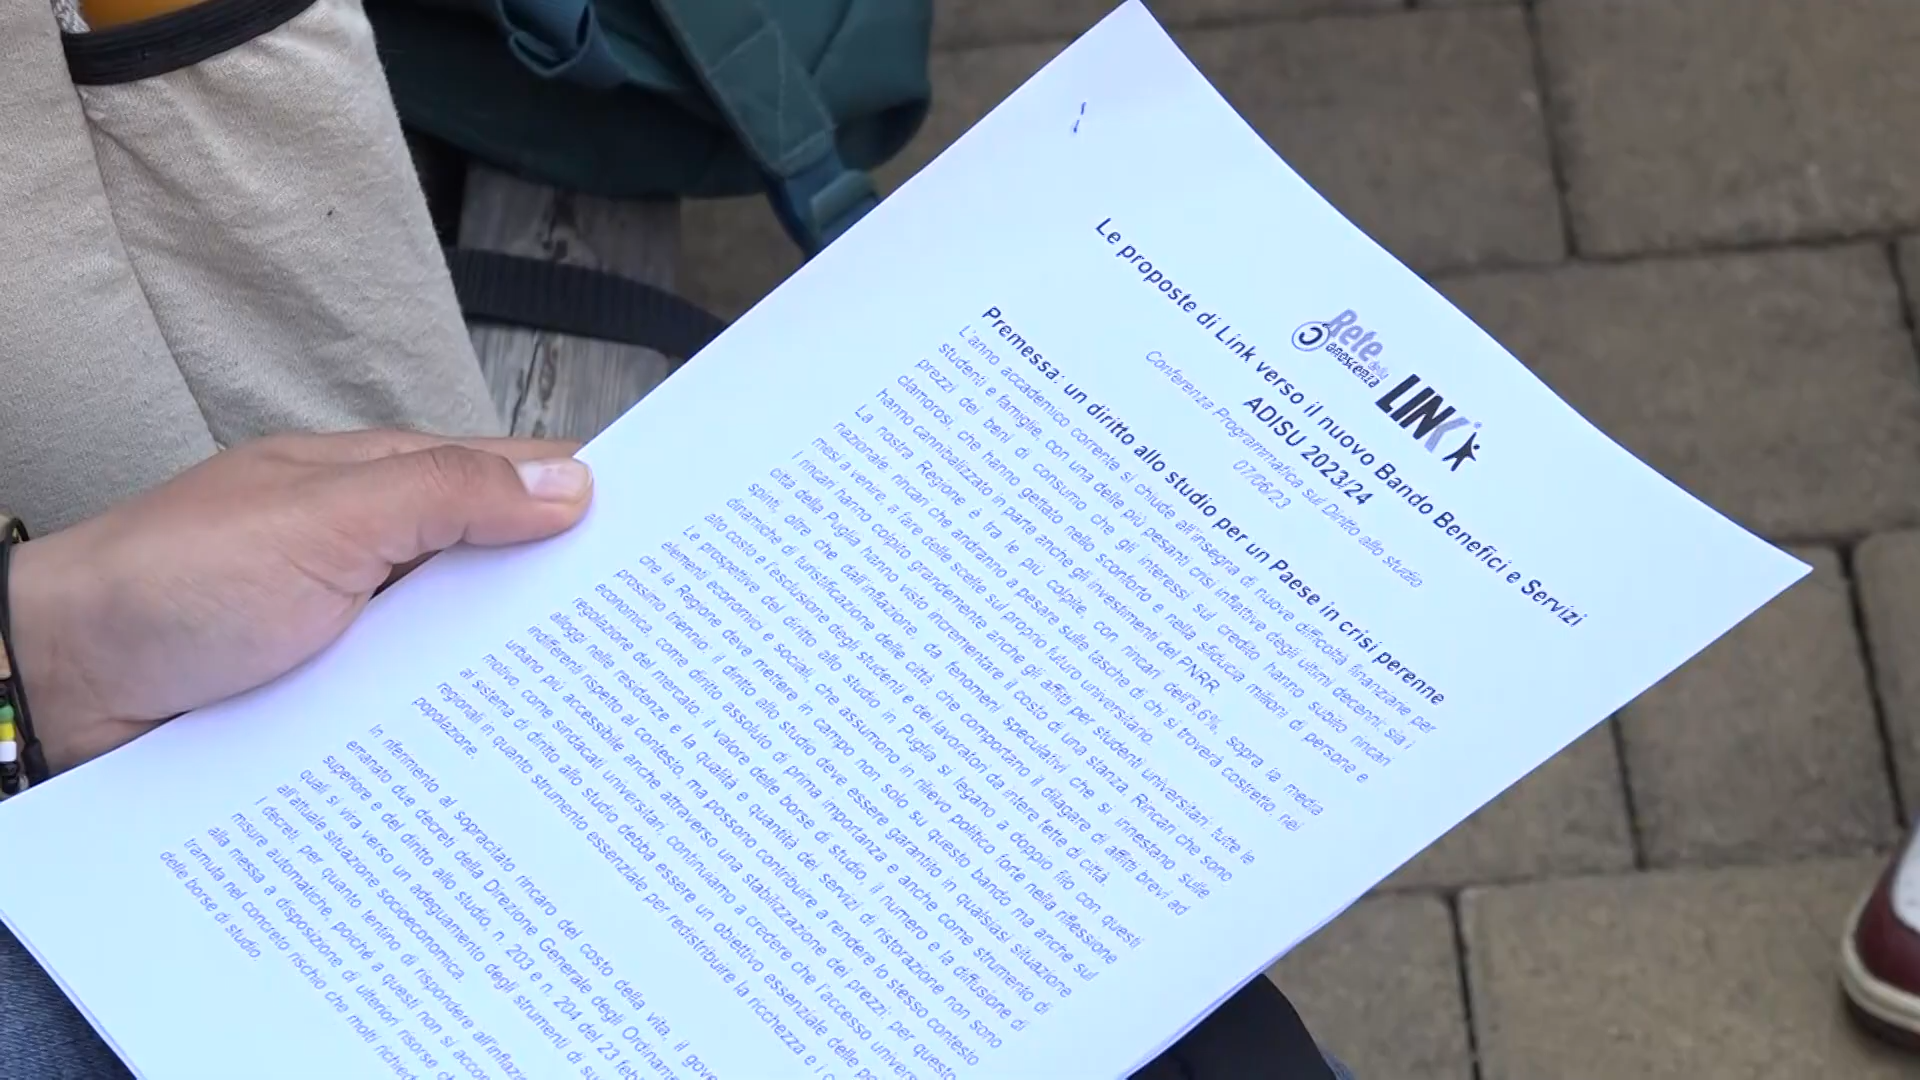 Rete della
Conoscenza
LINK
Le proposte di Link verso il nuovo Bando Benefici e Servizi
ADISU 2023/24
Conferenza Programmatica sul Diritto allo studio
07/06/23
Premessa: un diritto allo studio per un Paese in crisi perenne
L'anno accademico corrente si chiude all'insegna di nuove difficoltà finanziarie per
studenti e famiglie, con una delle più pesanti crisi inflattive degli ultimi decenni: sia i
prezzi dei beni di consumo che gli interessi sul credito hanno subito rincari
clamorosi, che hanno gettato nello sconforto e nella sfiducia milioni di persone e
hanno cannibalizzato in parte anche gli investimenti del PNRR.
La nostra Regione è tra le più colpite, con rincari dell'8,6%, sopra la media
nazionale: rincari che andranno a pesare sulle tasche di chi si troverà costretto, nei
mesi a venire, a fare delle scelte sul proprio futuro universitario.
I rincari hanno colpito grandemente anche gli affitti per studenti universitari: tutte le
città della Puglia hanno visto incrementare il costo di una stanza. Rincari che sono
spinti, oltre che dall'inflazione, da fenomeni speculativi che si innestano sulle
dinamiche di turistificazione delle città, che comportano il dilagare di affitti brevi ad
alto costo e l'esclusione degli studenti e dei lavoratori da intere fette di città.
Le prospettive del diritto allo studio in Puglia si legano a doppio filo con questi
elementi economici e sociali, che assumono in rilievo politico forte nella riflessione
che la Regione deve mettere in campo non solo su questo bando ma anche sul
prossimo triennio: il diritto allo studio deve essere garantito in qualsiasi situazione
economica, come diritto assoluto di prima importanza e anche come strumento di
regolazione del mercato: il valore delle borse di studio, il numero e la diffusione di
alloggi nelle residenze e la qualità e quantità dei servizi di ristorazione non sono
indifferenti rispetto al contesto, ma possono contribuire a rendere lo stesso contesto
urbano più accessibile anche attraverso una stabilizzazione dei prezzi: per questo
motivo, come sindacati universitari, continuiamo a credere che l'accesso univers
al sistema di diritto allo studio debba essere un obiettivo essenziale delle po
regionali in quanto strumento essenziale per redistribuire la ricchezza e i c
popolazione.
In riferimento al sopracitato rincaro del costo della vita, il gove
emanato due decreti della Direzione Generale degli Ordiname
superiore e del diritto allo studio, n. 203 e n. 204 del 23 febb
quali si vira verso un adeguamento degli strumenti di su
all'attuale situazione socioeconomica.
I decreti, per quanto tentino di rispondere all'inflaz
misure automatiche, poiché a questi non si accom
alla messa a disposizione di ulteriori risorse ch
tramuta nel concreto rischio che molti richied
delle borse di studio.